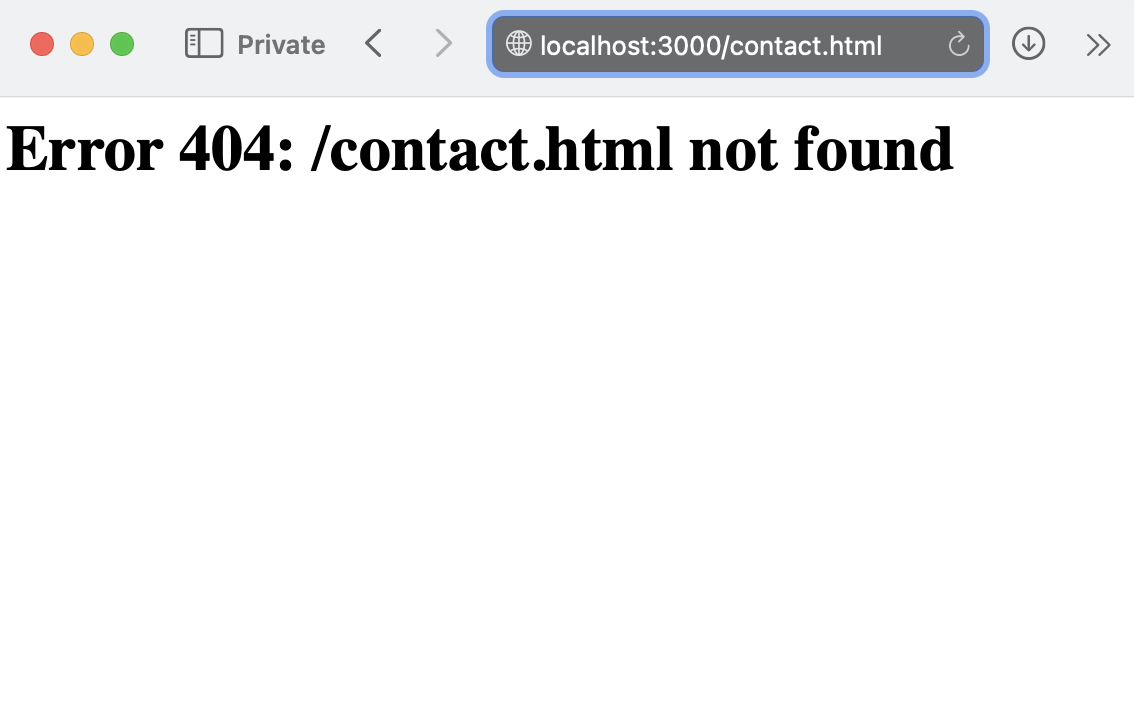 Private
localhost:3000/contact.html
Error 404: /contact.html not found